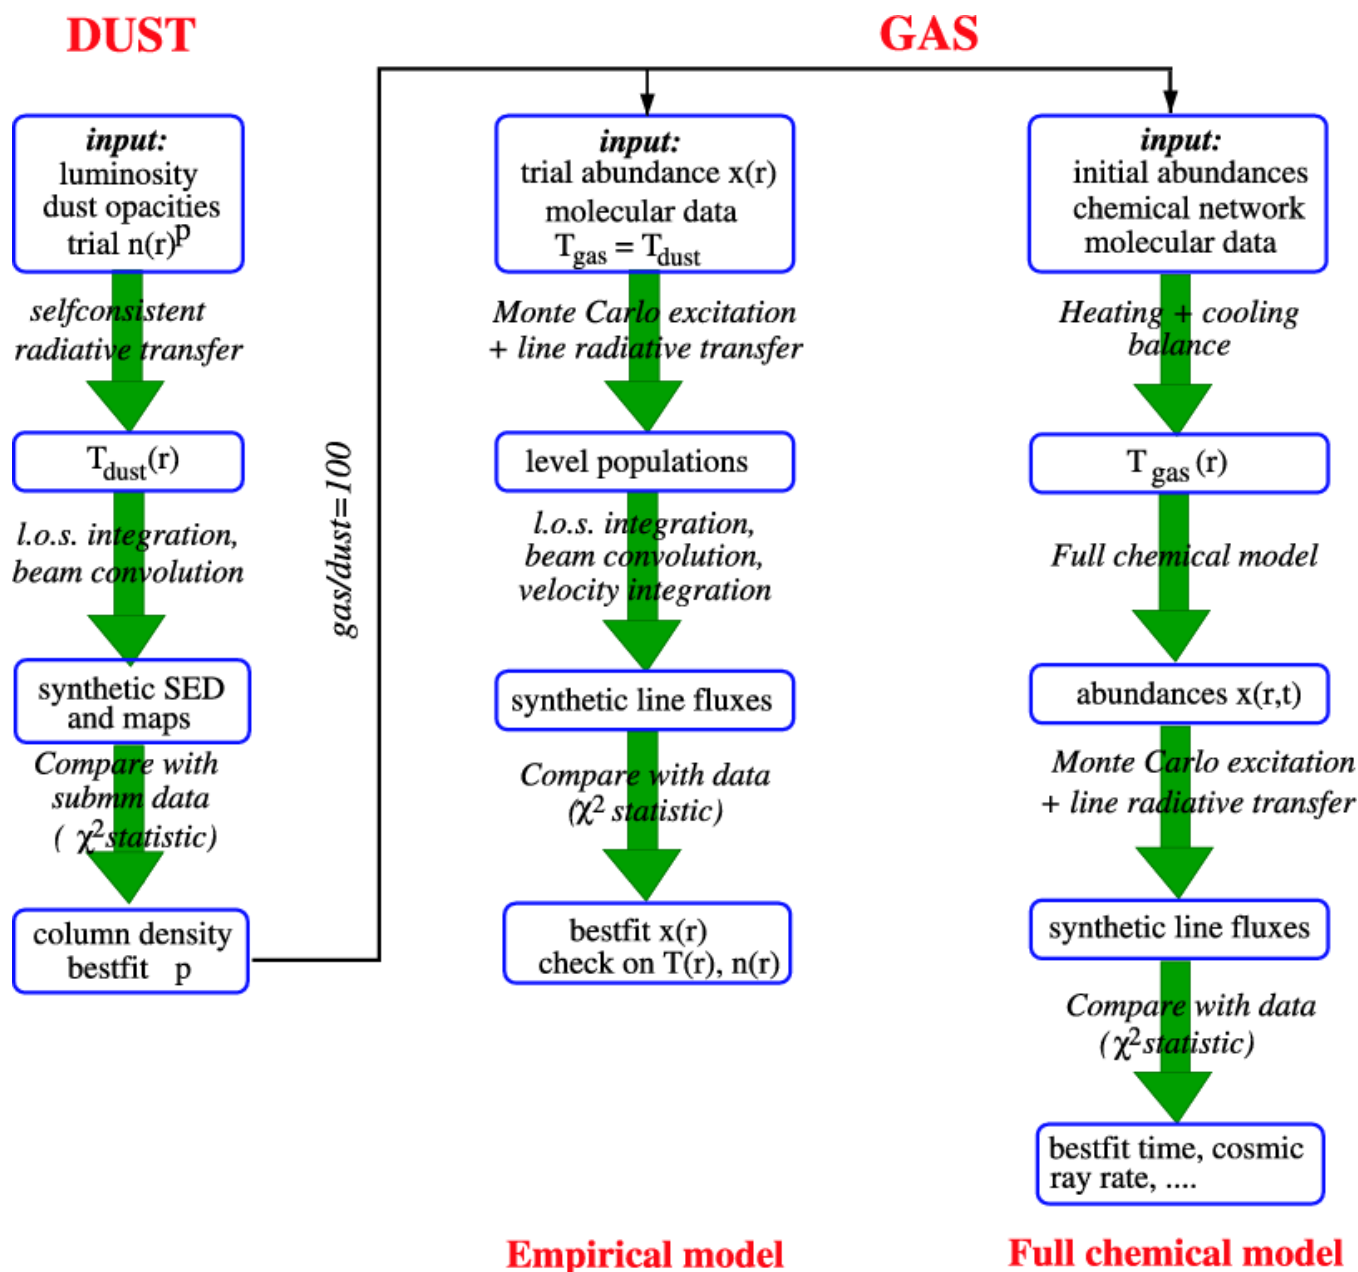 DUST
input:
luminosity
dust opacities
trial n(r)^p
selfconsistent
radiative transfer
T_dust(r)
l.o.s. integration,
beam convolution
synthetic SED
and maps
Compare with
submm data
( χ² statistic)
column density
bestfit p
gas/dust=100
GAS
input:
trial abundance x(r)
molecular data
T_gas = T_dust
Monte Carlo excitation
+ line radiative transfer
level populations
l.o.s. integration,
beam convolution,
velocity integration
synthetic line fluxes
Compare with data
(χ² statistic)
bestfit x(r)
check on T(r), n(r)
Empirical model
input:
initial abundances
chemical network
molecular data
Heating + cooling
balance
T_gas (r)
Full chemical model
abundances x(r,t)
Monte Carlo excitation
+ line radiative transfer
synthetic line fluxes
Compare with data
(χ² statistic)
bestfit time, cosmic
ray rate, ....
Full chemical model